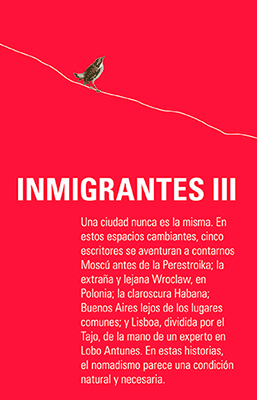 INMIGRANTES III
Una ciudad nunca es la misma. En
estos espacios cambiantes, cinco
escritores se aventuran a contarnos
Moscú antes de la Perestroika; la
extraña y lejana Wroclaw, en
Polonia; la claroscura Habana;
Buenos Aires lejos de los lugares
comunes; y Lisboa, dividida por el
Tajo, de la mano de un experto en
Lobo Antunes. En estas historias,
el nomadismo parece una condición
natural y necesaria.